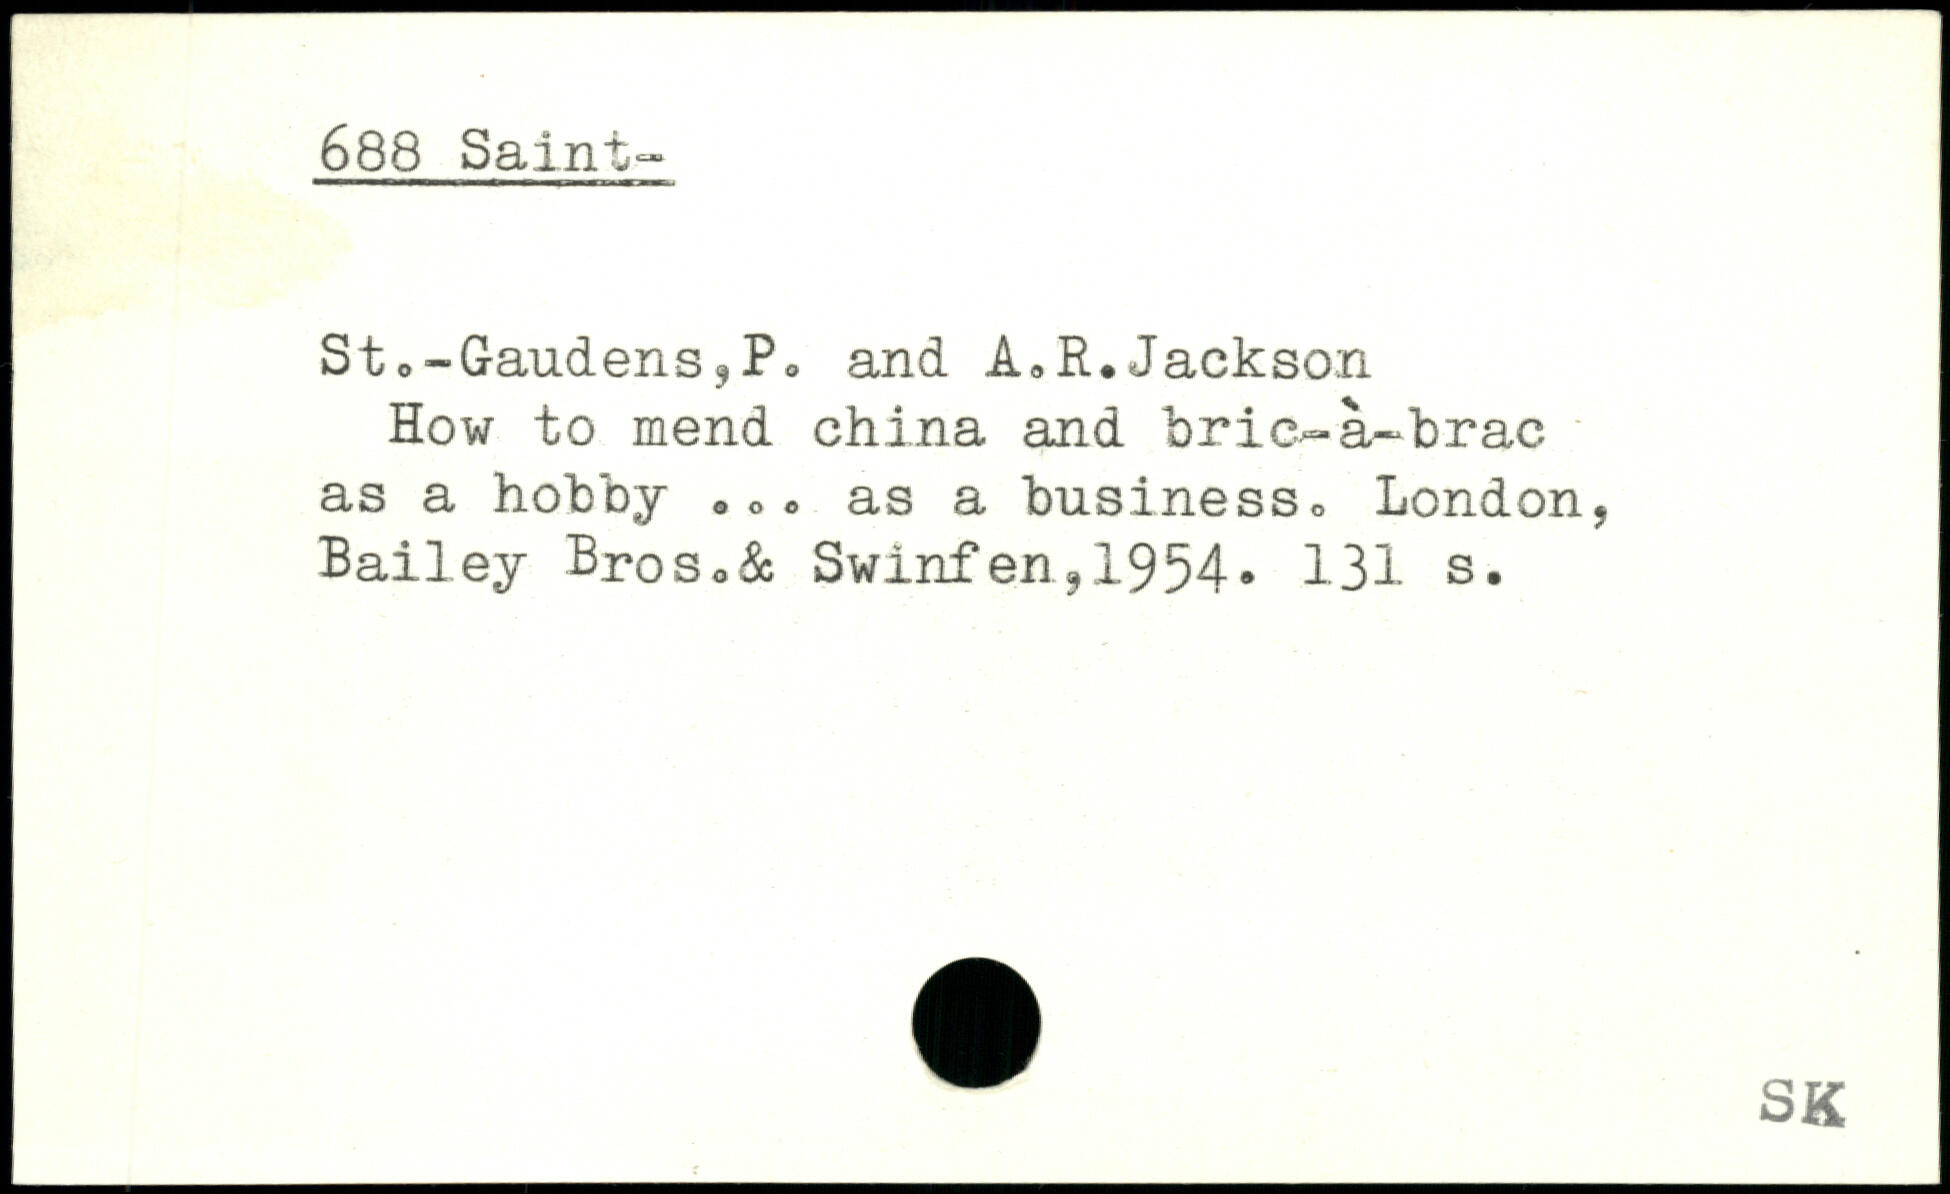 688 Saint-
St.-Gaudens,P. and A.R.Jackson
How to mend china and bric-à-brac
as a hobby ... as a business. London,
Bailey Bros.& Swinfen,1954. 131 s.
SK